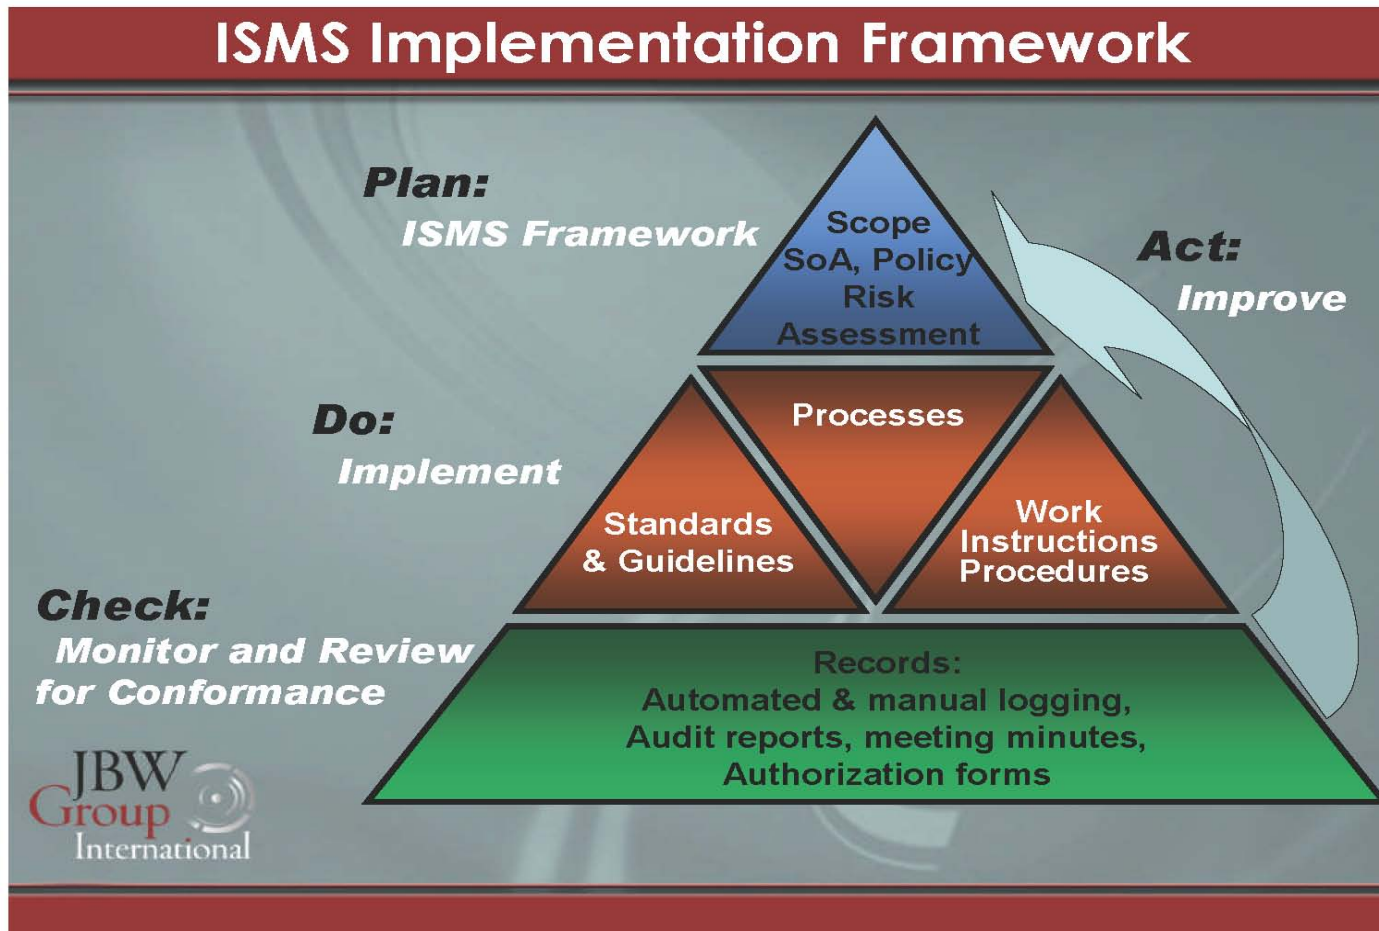 ISMS Implementation Framework
Plan:
ISMS Framework
Scope
SoA, Policy
Risk
Assessment
Act:
Improve
Do:
Implement
Processes
Standards
& Guidelines
Work
Instructions
Procedures
Check:
Monitor and Review
for Conformance
Records:
Automated & manual logging,
Audit reports, meeting minutes,
Authorization forms
JBW
Group
International